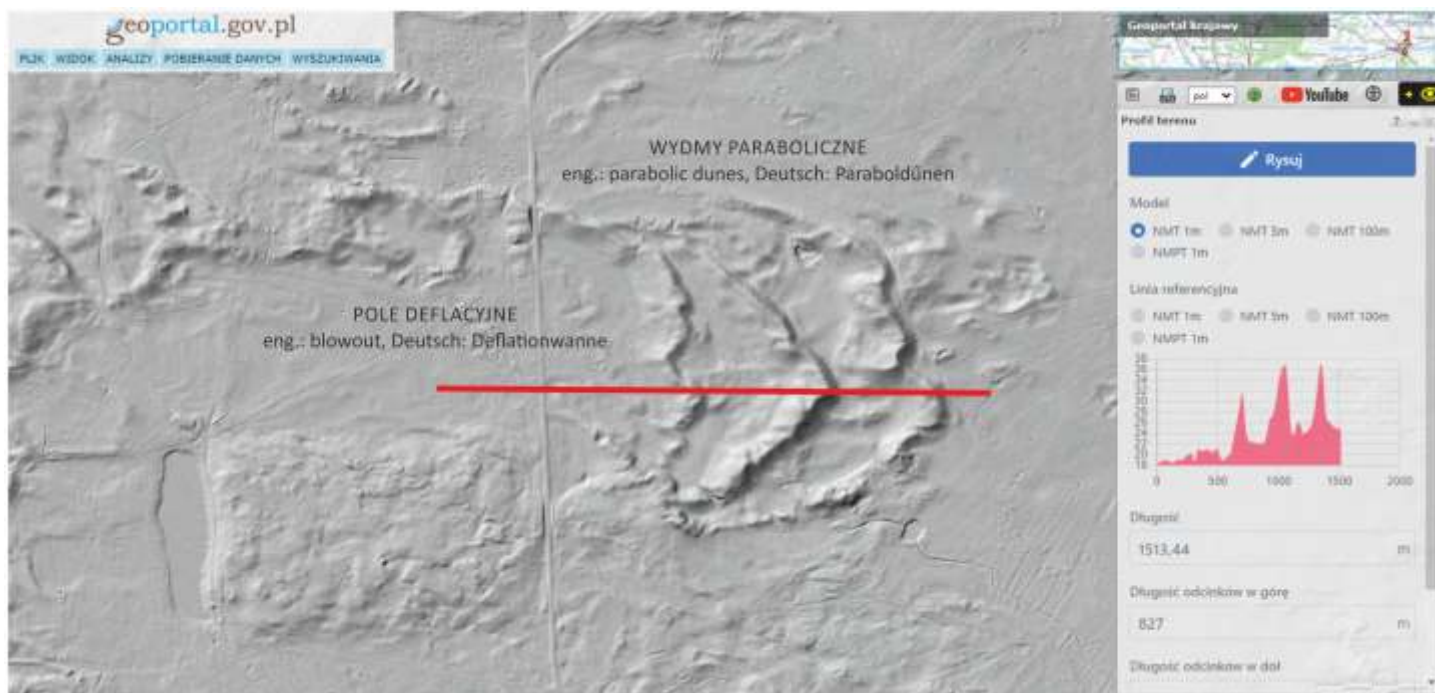 geoportal.gov.pl
PLIK WIDOK ANALIZY POBIERANIE DANYCH WYSZUKIWANIA
WYDMY PARABOLICZNE
eng.: parabolic dunes, Deutsch: Paraboldünen
POLE DEFLACYJNE
eng.: blowout, Deutsch: Deflationwanne
Geoportal krajowy
pol
YouTube
Profil terenu
Rysuj
Model
NMT 1m NMT 5m NMT 100m
NMPT 1m
Linia referencyjna
NMT 1m NMT 5m NMT 100m
NMPT 1m
0 500 1000 1500 2000
Długość
1513.44 m
Długość odcinków w górę
827 m
Długość odcinków w dół